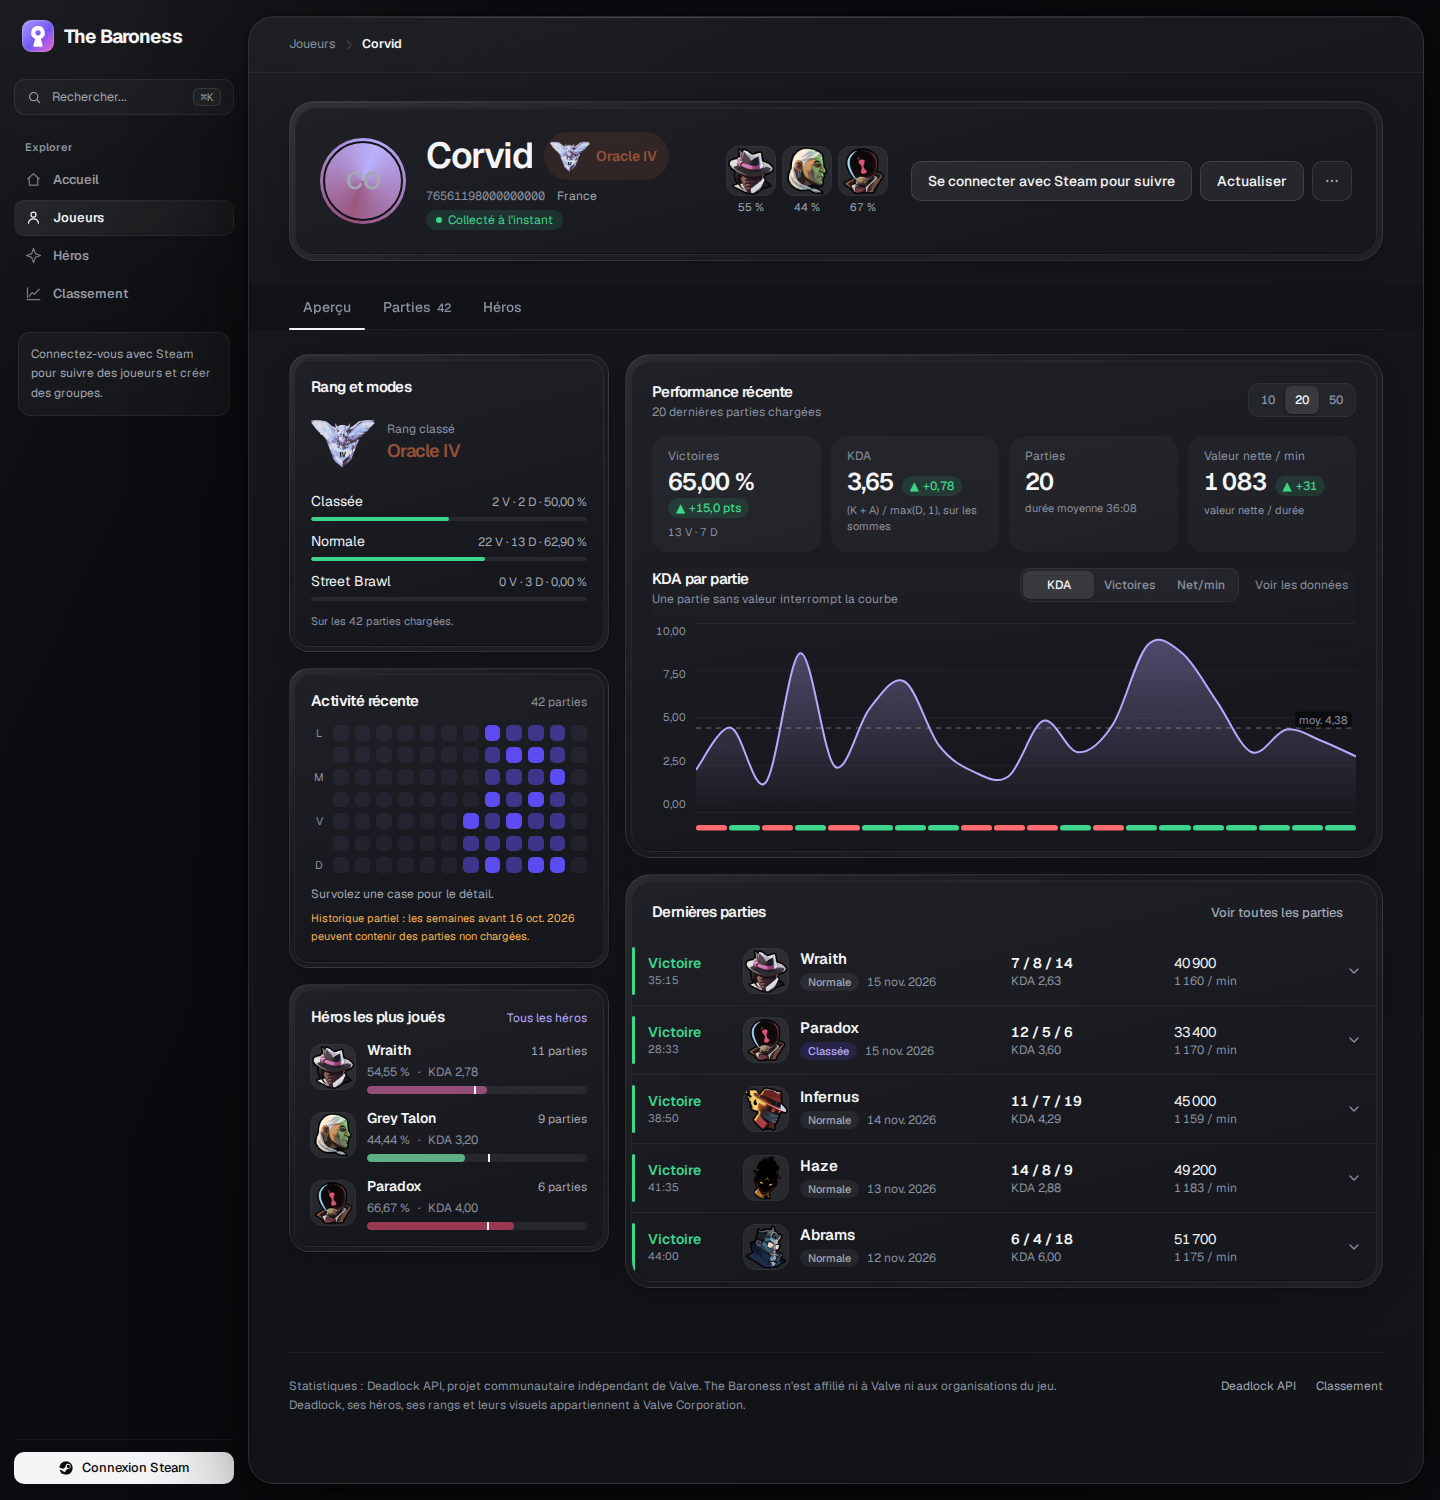 The Baroness
Rechercher...
⌘K
Explorer
Accueil
Joueurs
Héros
Classement
Connectez-vous avec Steam
pour suivre des joueurs et créer
des groupes.
Connexion Steam
Joueurs > Corvid
CO
Corvid
Oracle IV
76561198000000000 France
Collecté à l'instant
55 % 44 % 67 %
Se connecter avec Steam pour suivre
Actualiser
···
Aperçu
Parties 42
Héros
Rang et modes
IV
Rang classé
Oracle IV
Classée 2 V · 2 D · 50,00 %
Normale 22 V · 13 D · 62,90 %
Street Brawl 0 V · 3 D · 0,00 %
Sur les 42 parties chargées.
Activité récente 42 parties
L
M
V
D
Survolez une case pour le détail.
Historique partiel : les semaines avant 16 oct. 2026
peuvent contenir des parties non chargées.
Héros les plus joués Tous les héros
Wraith 11 parties
54,55 % · KDA 2,78
Grey Talon 9 parties
44,44 % · KDA 3,20
Paradox 6 parties
66,67 % · KDA 4,00
Performance récente
20 dernières parties chargées
10 20 50
Victoires
65,00 %
▲ +15,0 pts
13 V · 7 D
KDA
3,65 ▲ +0,78
(K + A) / max(D, 1), sur les
sommes
Parties
20
durée moyenne 36:08
Valeur nette / min
1 083 ▲ +31
valeur nette / durée
KDA par partie
Une partie sans valeur interrompt la courbe
KDA Victoires Net/min Voir les données
10,00
7,50
5,00
2,50
0,00
moy. 4,38
Dernières parties Voir toutes les parties
Victoire
35:15
Wraith
Normale 15 nov. 2026
7 / 8 / 14
KDA 2,63
40 900
1 160 / min
Victoire
28:33
Paradox
Classée 15 nov. 2026
12 / 5 / 6
KDA 3,60
33 400
1 170 / min
Victoire
38:50
Infernus
Normale 14 nov. 2026
11 / 7 / 19
KDA 4,29
45 000
1 159 / min
Victoire
41:35
Haze
Normale 13 nov. 2026
14 / 8 / 9
KDA 2,88
49 200
1 183 / min
Victoire
44:00
Abrams
Normale 12 nov. 2026
6 / 4 / 18
KDA 6,00
51 700
1 175 / min
Statistiques : Deadlock API, projet communautaire indépendant de Valve. The Baroness n'est affilié ni à Valve ni aux organisations du jeu.
Deadlock, ses héros, ses rangs et leurs visuels appartiennent à Valve Corporation.
Deadlock API Classement